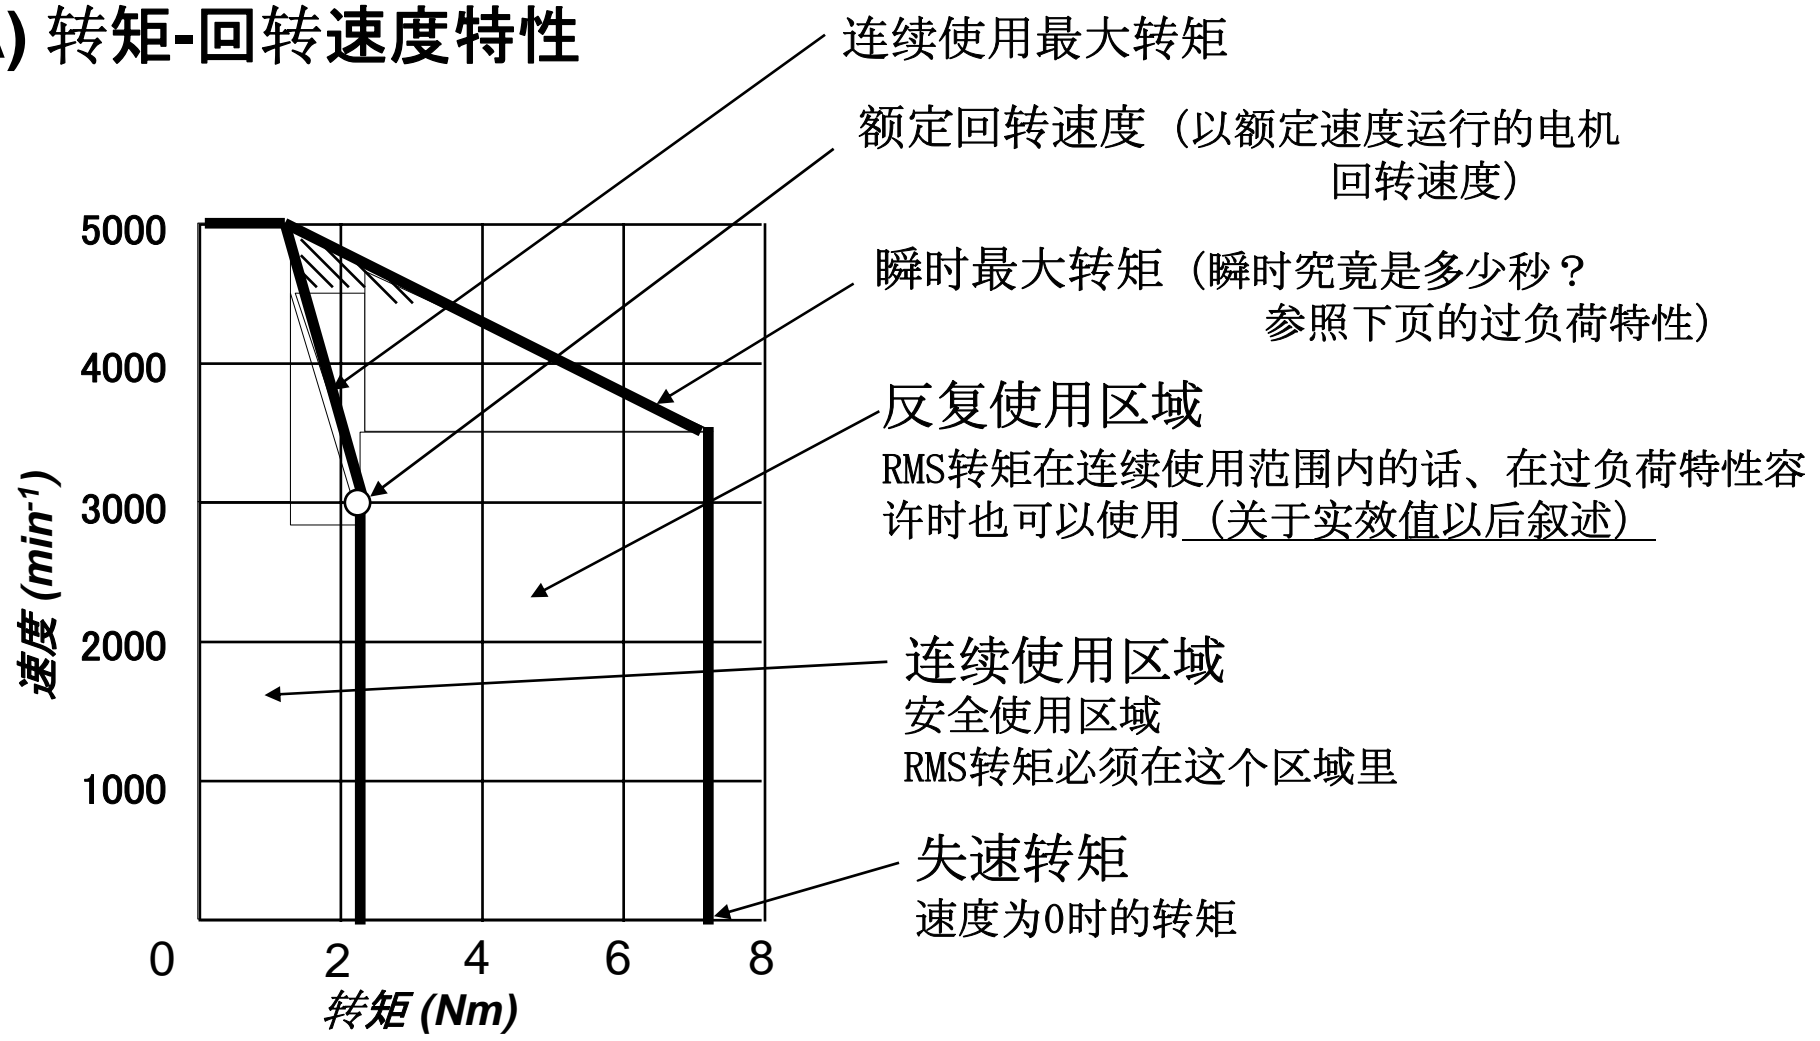 A) 转矩-回转速度特性
连续使用最大转矩
额定回转速度（以额定速度运行的电机
回转速度）
瞬时最大转矩（瞬时究竟是多少秒？
参照下页的过负荷特性）
反复使用区域
RMS转矩在连续使用范围内的话、在过负荷特性容
许时也可以使用（关于实效值以后叙述）
连续使用区域
安全使用区域
RMS转矩必须在这个区域里
失速转矩
速度为0时的转矩
5000
4000
3000
2000
1000
速度 (min-1)
0 2 4 6 8
转矩 (Nm)